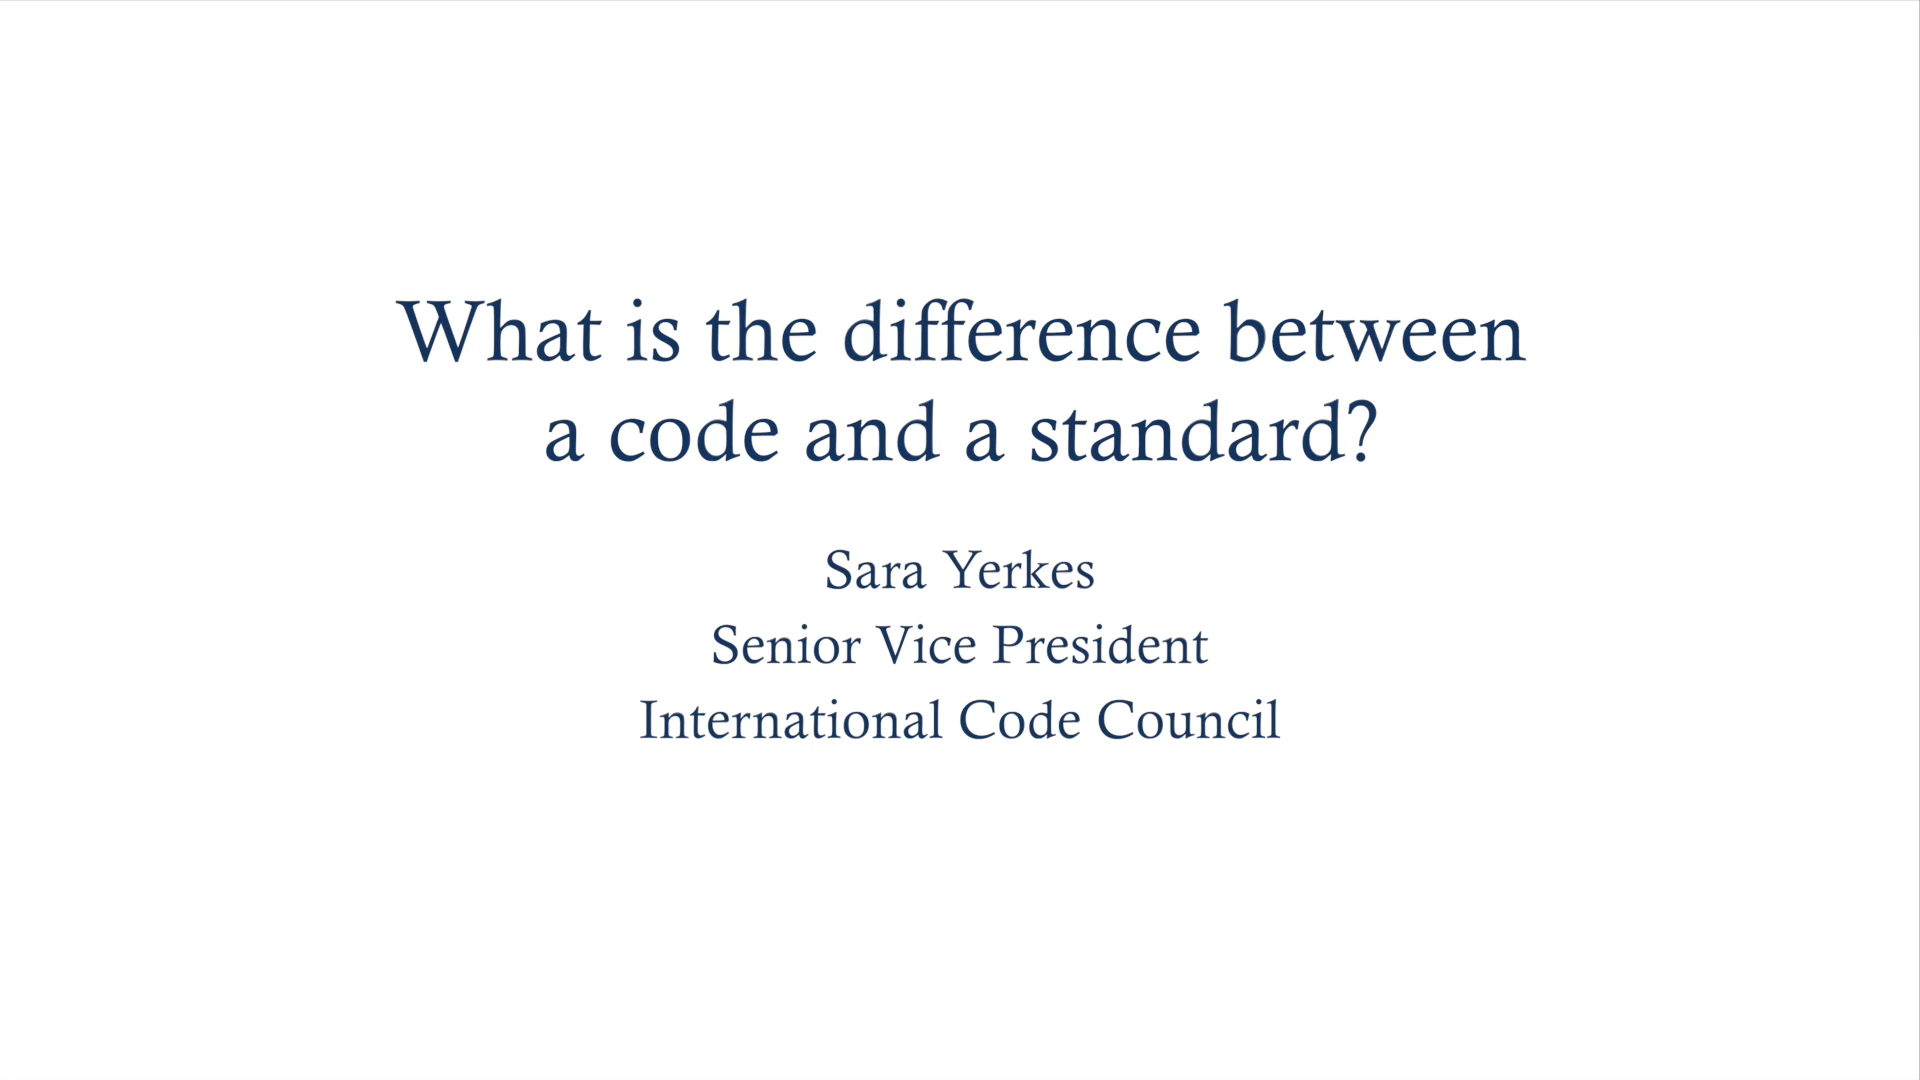 What is the difference between
a code and a standard?
Sara Yerkes
Senior Vice President
International Code Council